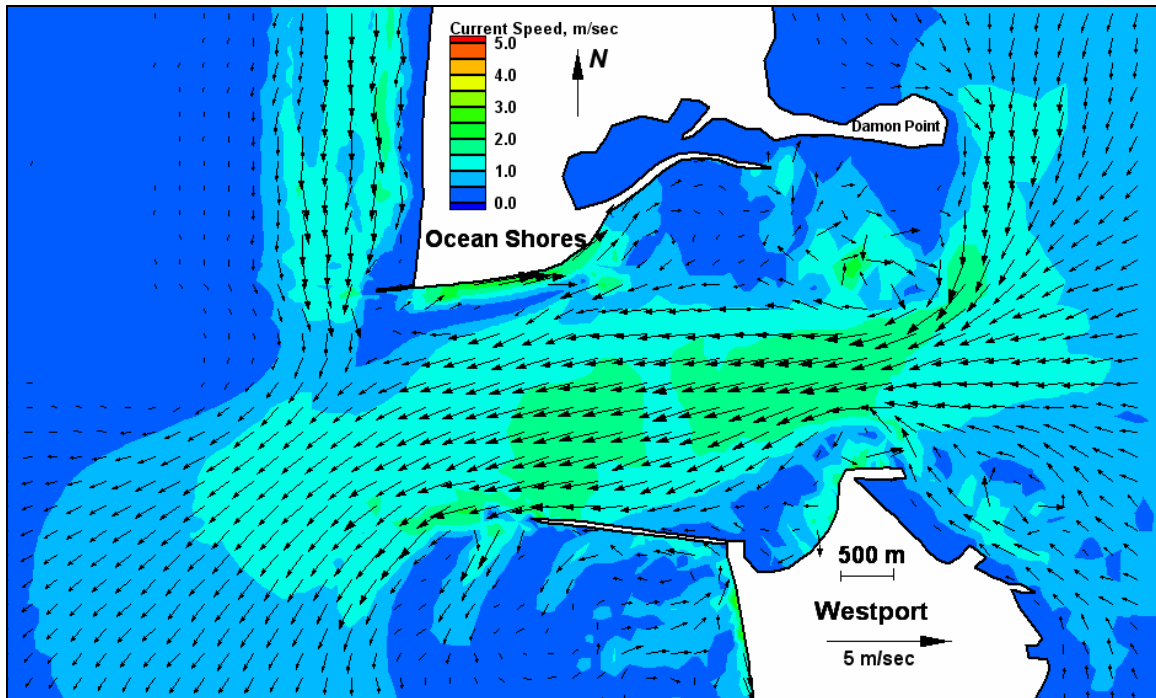 Current Speed, m/sec
5.0
4.0
3.0
2.0
1.0
0.0
N
Damon Point
Ocean Shores
500 m
Westport
5 m/sec